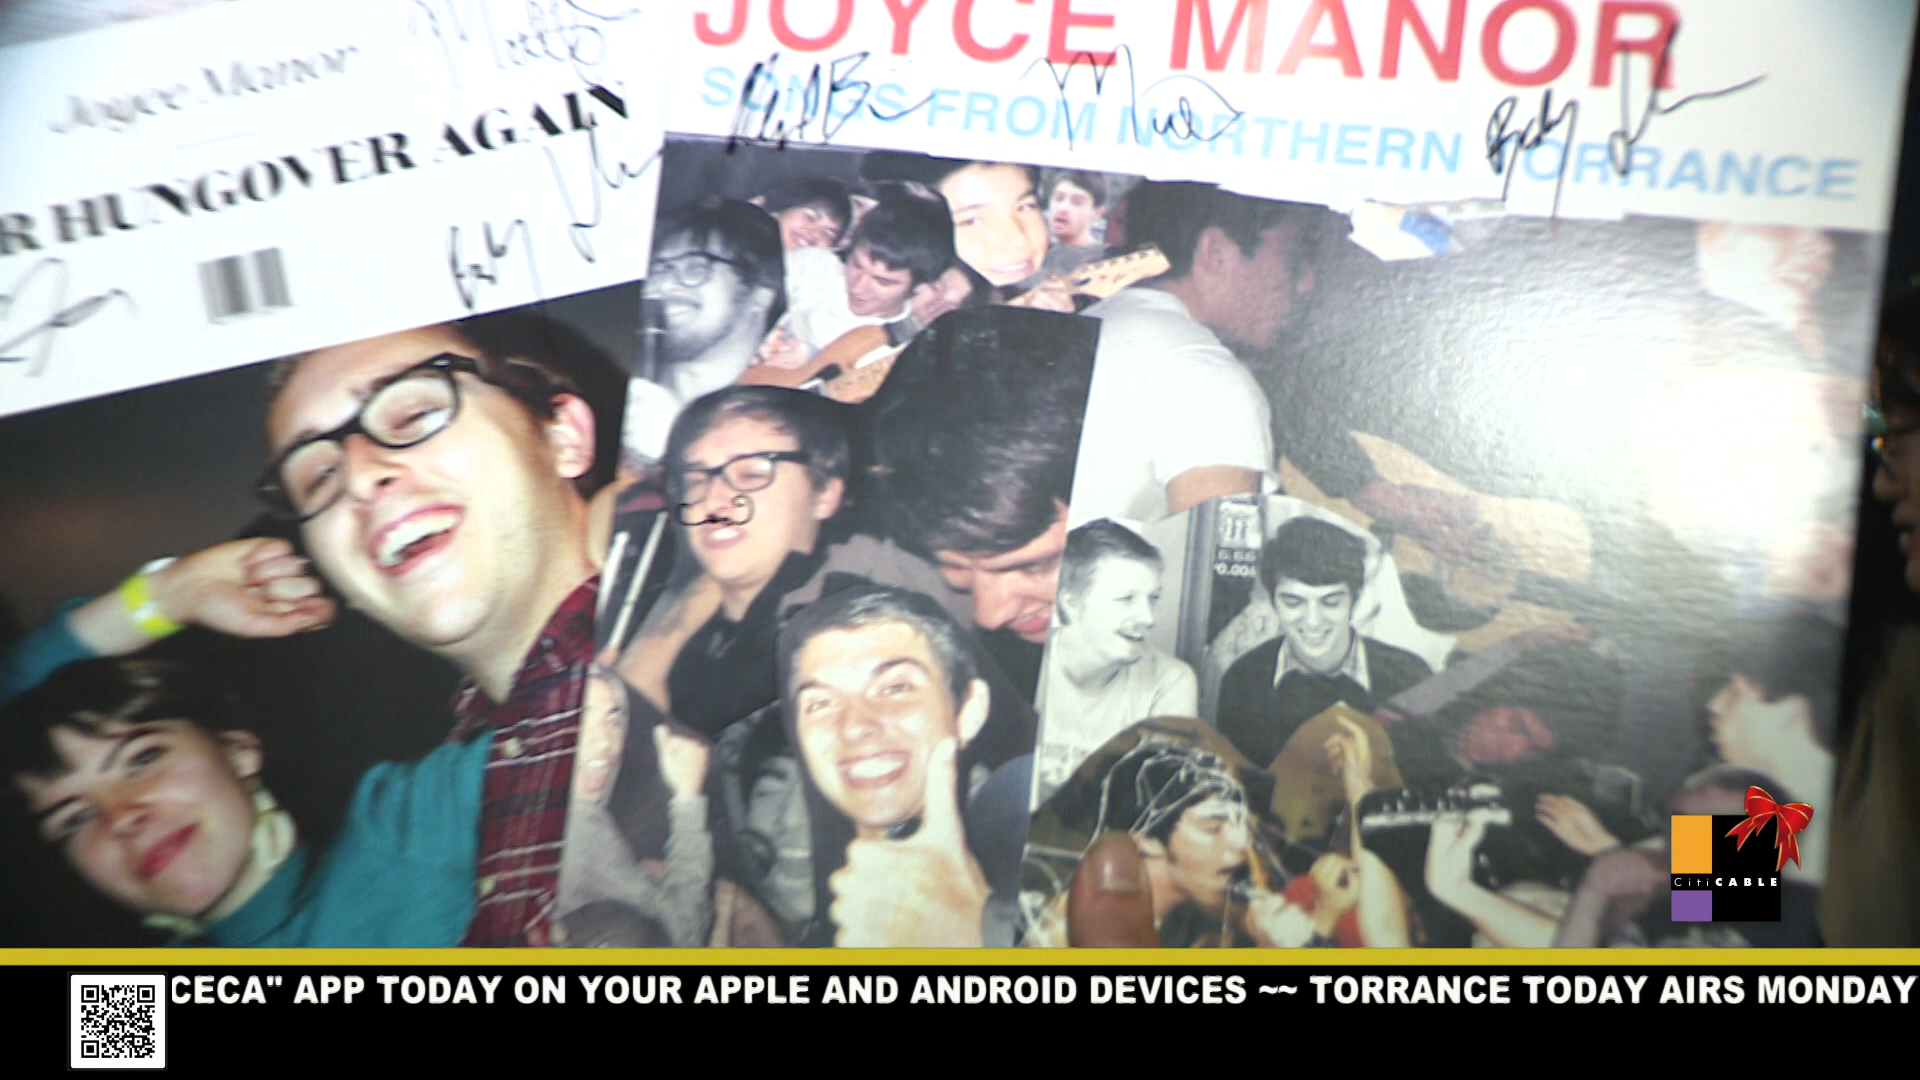 Joyce Manor
R HUNGOVER AGAIN
JOYCE MANOR
SONGS FROM NORTHERN TORRANCE
CitiCABLE
CECA" APP TODAY ON YOUR APPLE AND ANDROID DEVICES ~~ TORRANCE TODAY AIRS MONDAY